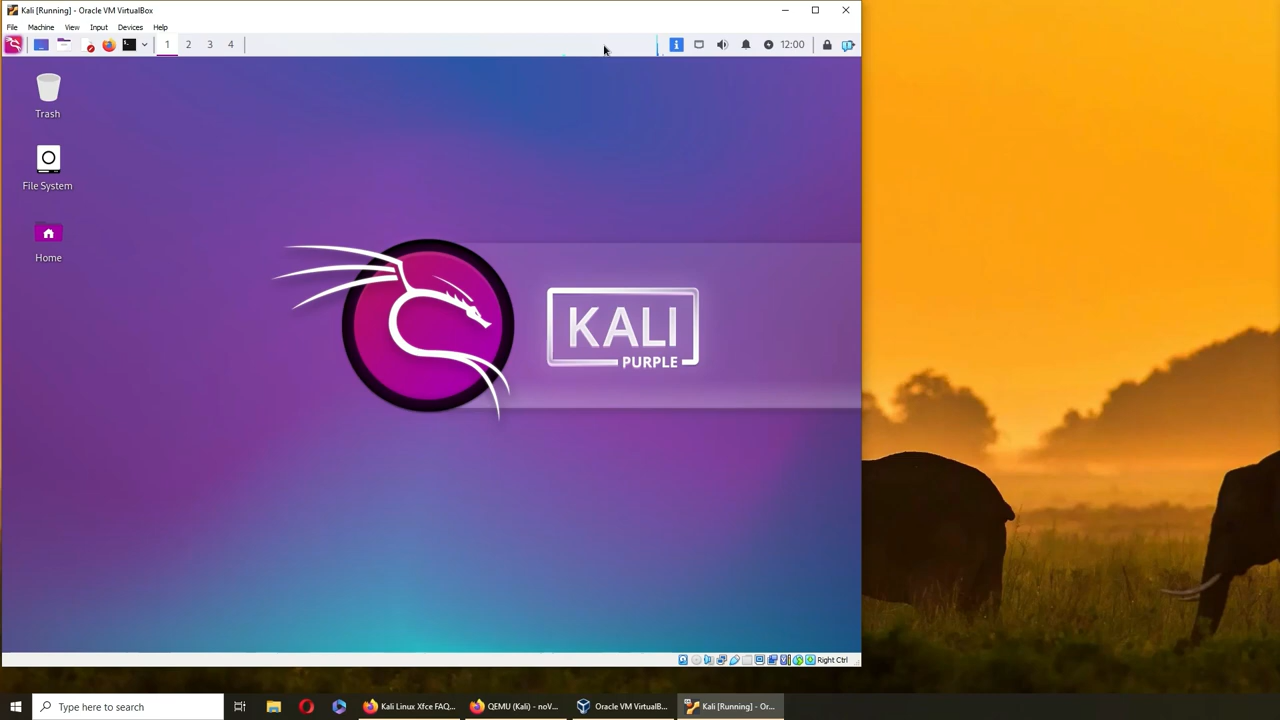 Kali [Running] - Oracle VM VirtualBox
File Machine View Input Devices Help
1 2 3 4 12:00
Trash
File System
Home
KALI
PURPLE
Right Ctrl
Type here to search
Kali Linux Xfce FAQ...
QEMU (Kali) - noV...
Oracle VM VirtualB...
Kali [Running] - Or...